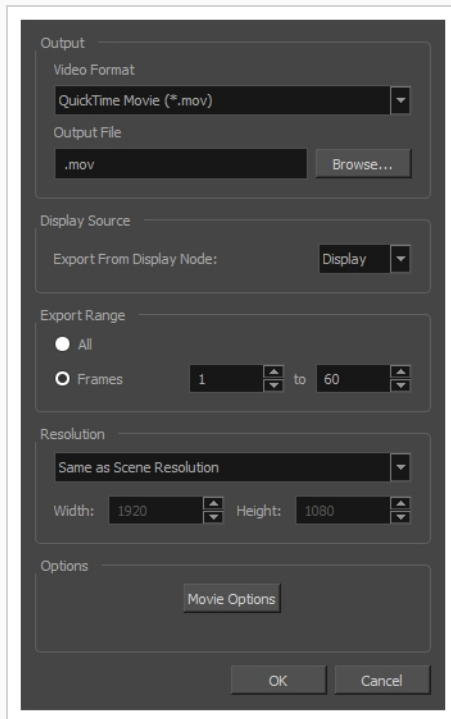 Output
Video Format
QuickTime Movie (*.mov)
Output File
.mov Browse...
Display Source
Export From Display Node: Display
Export Range
All
Frames 1 to 60
Resolution
Same as Scene Resolution
Width: 1920 Height: 1080
Options
Movie Options
OK Cancel